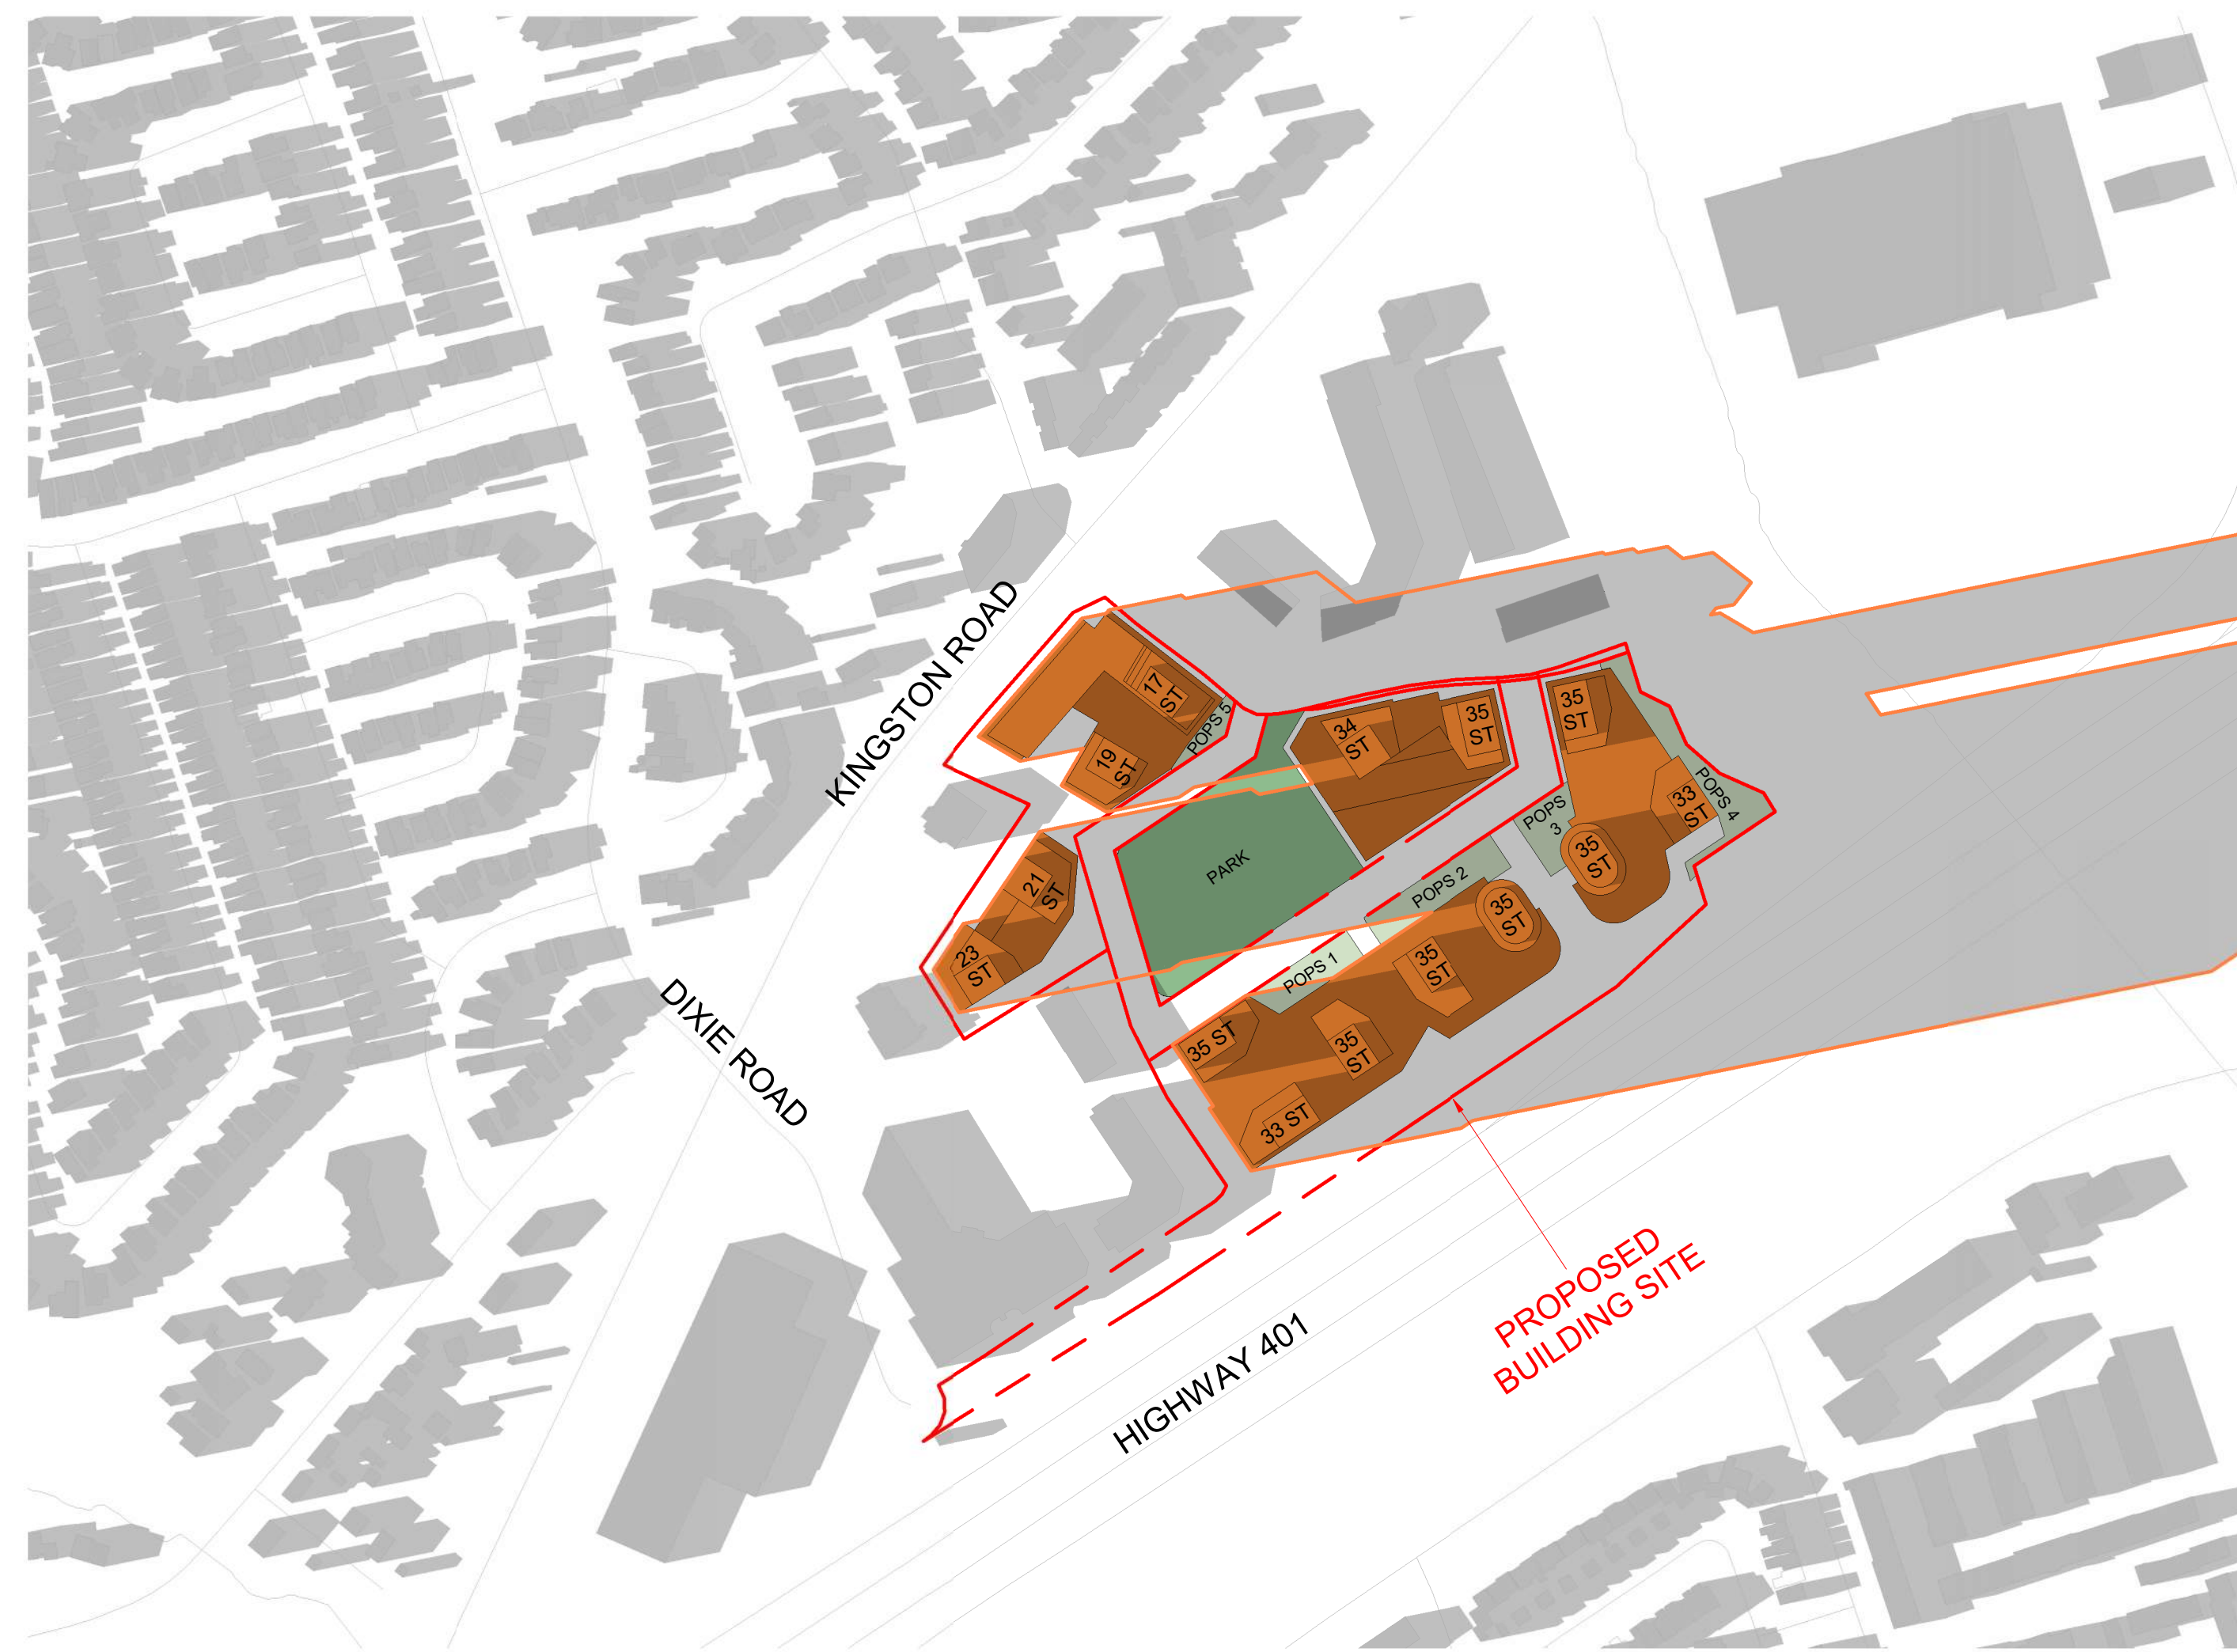 KINGSTON ROAD
17
ST
POPS 5
19
ST
34
ST
35
ST
35
ST
33
ST
POPS 4
POPS
3
35
ST
PARK
POPS 2
21
ST
23
ST
35
ST
35
ST
POPS 1
35 ST
35
ST
33 ST
DIXIE ROAD
PROPOSED
BUILDING SITE
HIGHWAY 401